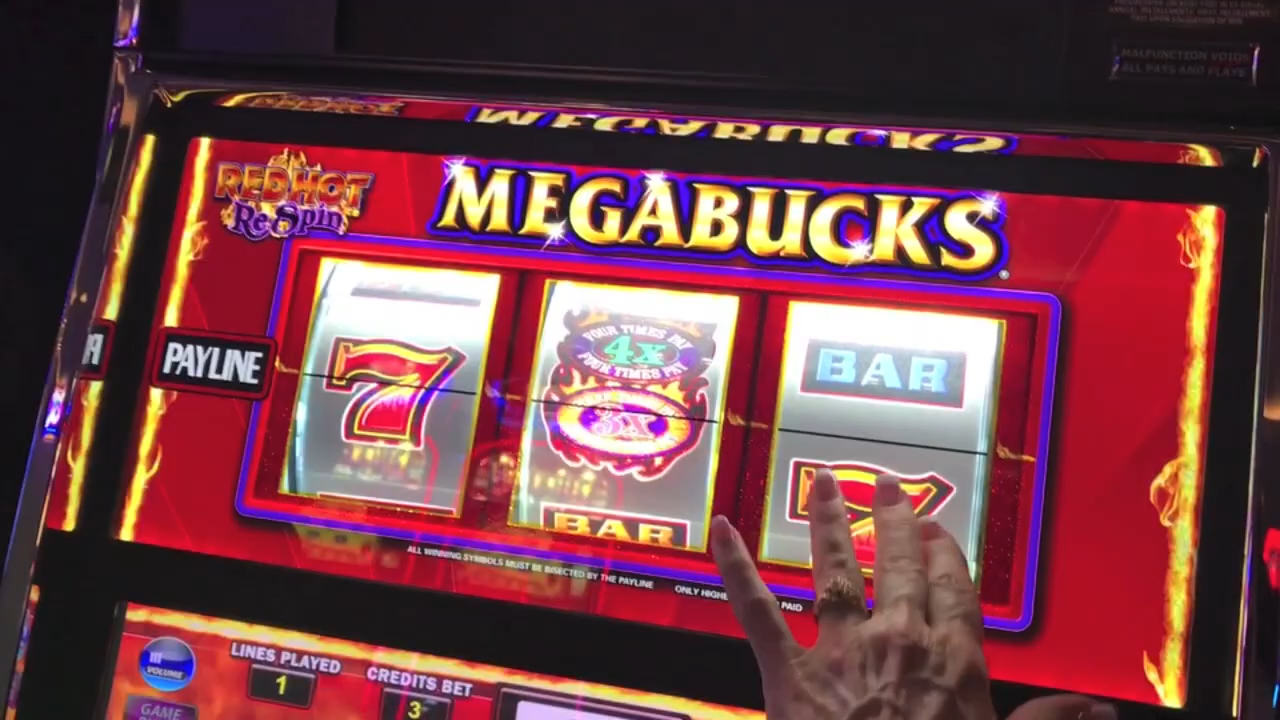 MALFUNCTION VOIDS
ALL PAYS AND PLAYS
MEGABUCKS
RED HOT
Re Spin
MEGABUCKS
PAYLINE
7
FOUR TIMES PAY
4x
FOUR TIMES PAY
3X
BAR
BAR
7
ALL WINNING SYMBOLS MUST BE BISECTED BY THE PAYLINE
ONLY PAID
VOLUME
LINES PLAYED
1
CREDITS BET
3
GAME